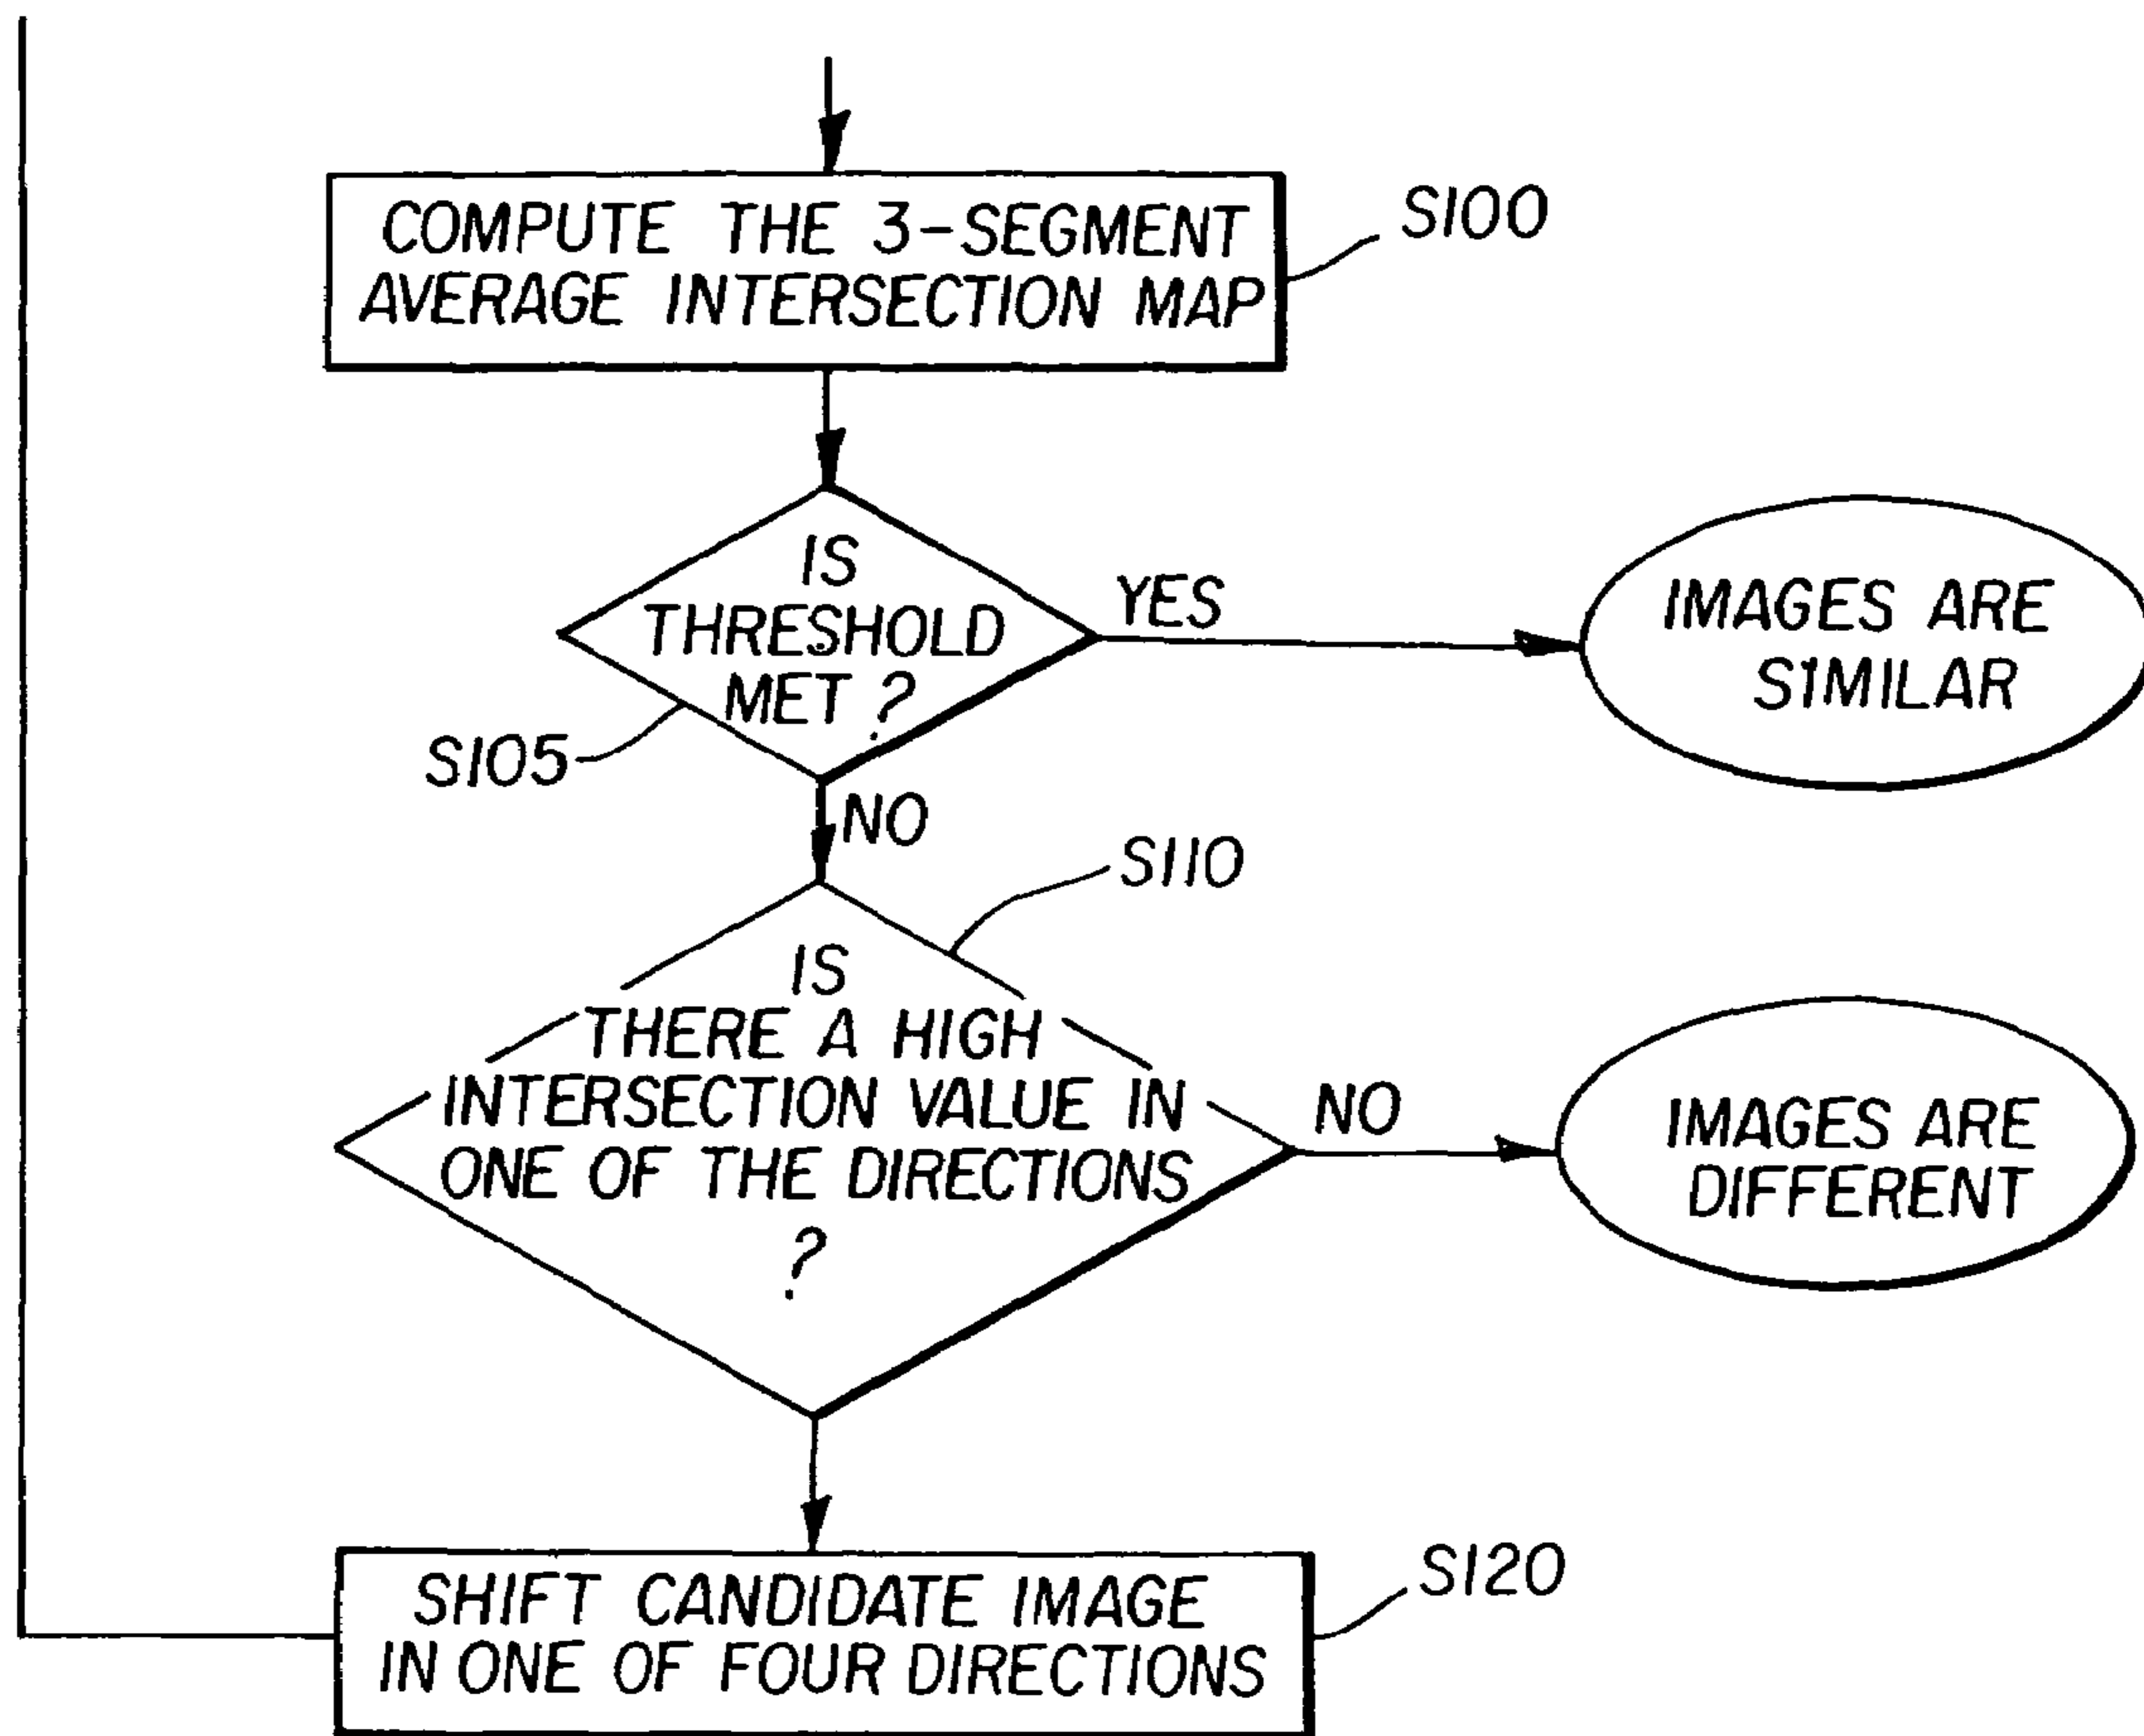 COMPUTE THE 3-SEGMENT
AVERAGE INTERSECTION MAP
S100
IS
THRESHOLD
MET ?
S105
YES
IMAGES ARE
SIMILAR
NO
S110
IS
THERE A HIGH
INTERSECTION VALUE IN
ONE OF THE DIRECTIONS
?
NO
IMAGES ARE
DIFFERENT
SHIFT CANDIDATE IMAGE
IN ONE OF FOUR DIRECTIONS
S120